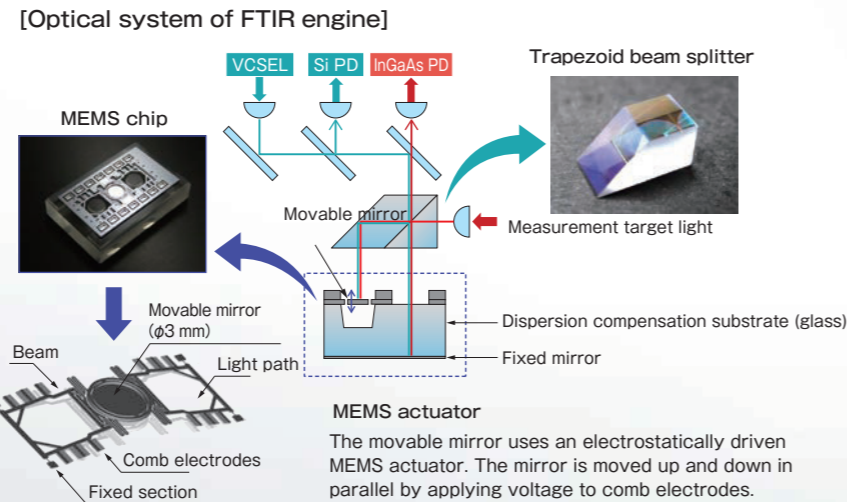 [Optical system of FTIR engine]
VCSEL
Si PD
InGaAs PD
Trapezoid beam splitter
MEMS chip
Movable mirror
Measurement target light
Movable mirror
(φ3 mm)
Beam
Light path
Dispersion compensation substrate (glass)
Fixed mirror
Comb electrodes
Fixed section
MEMS actuator
The movable mirror uses an electrostatically driven
MEMS actuator. The mirror is moved up and down in
parallel by applying voltage to comb electrodes.